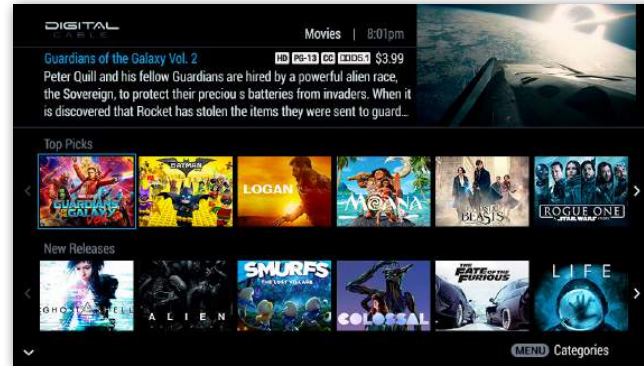 DIGITAL
CABLE
Movies | 8:01pm
Guardians of the Galaxy Vol. 2 HD PG-13 CC DD5.1 $3.99
Peter Quill and his fellow Guardians are hired by a powerful alien race,
the Sovereign, to protect their preciou s batteries from invaders. When it
is discovered that Rocket has stolen the items they were sent to guard...
Top Picks
GUARDIANS
OF THE
GALAXY
BATMAN
LOGAN
MOANA
BEASTS
ROGUE ONE
A STAR WARS
New Releases
GHOST SHELL
ALIEN
SMURFS
THE LOST VILLAGE
COLOSSAL
THE
FATE OF THE
FURIOUS
LIFE
MENU Categories